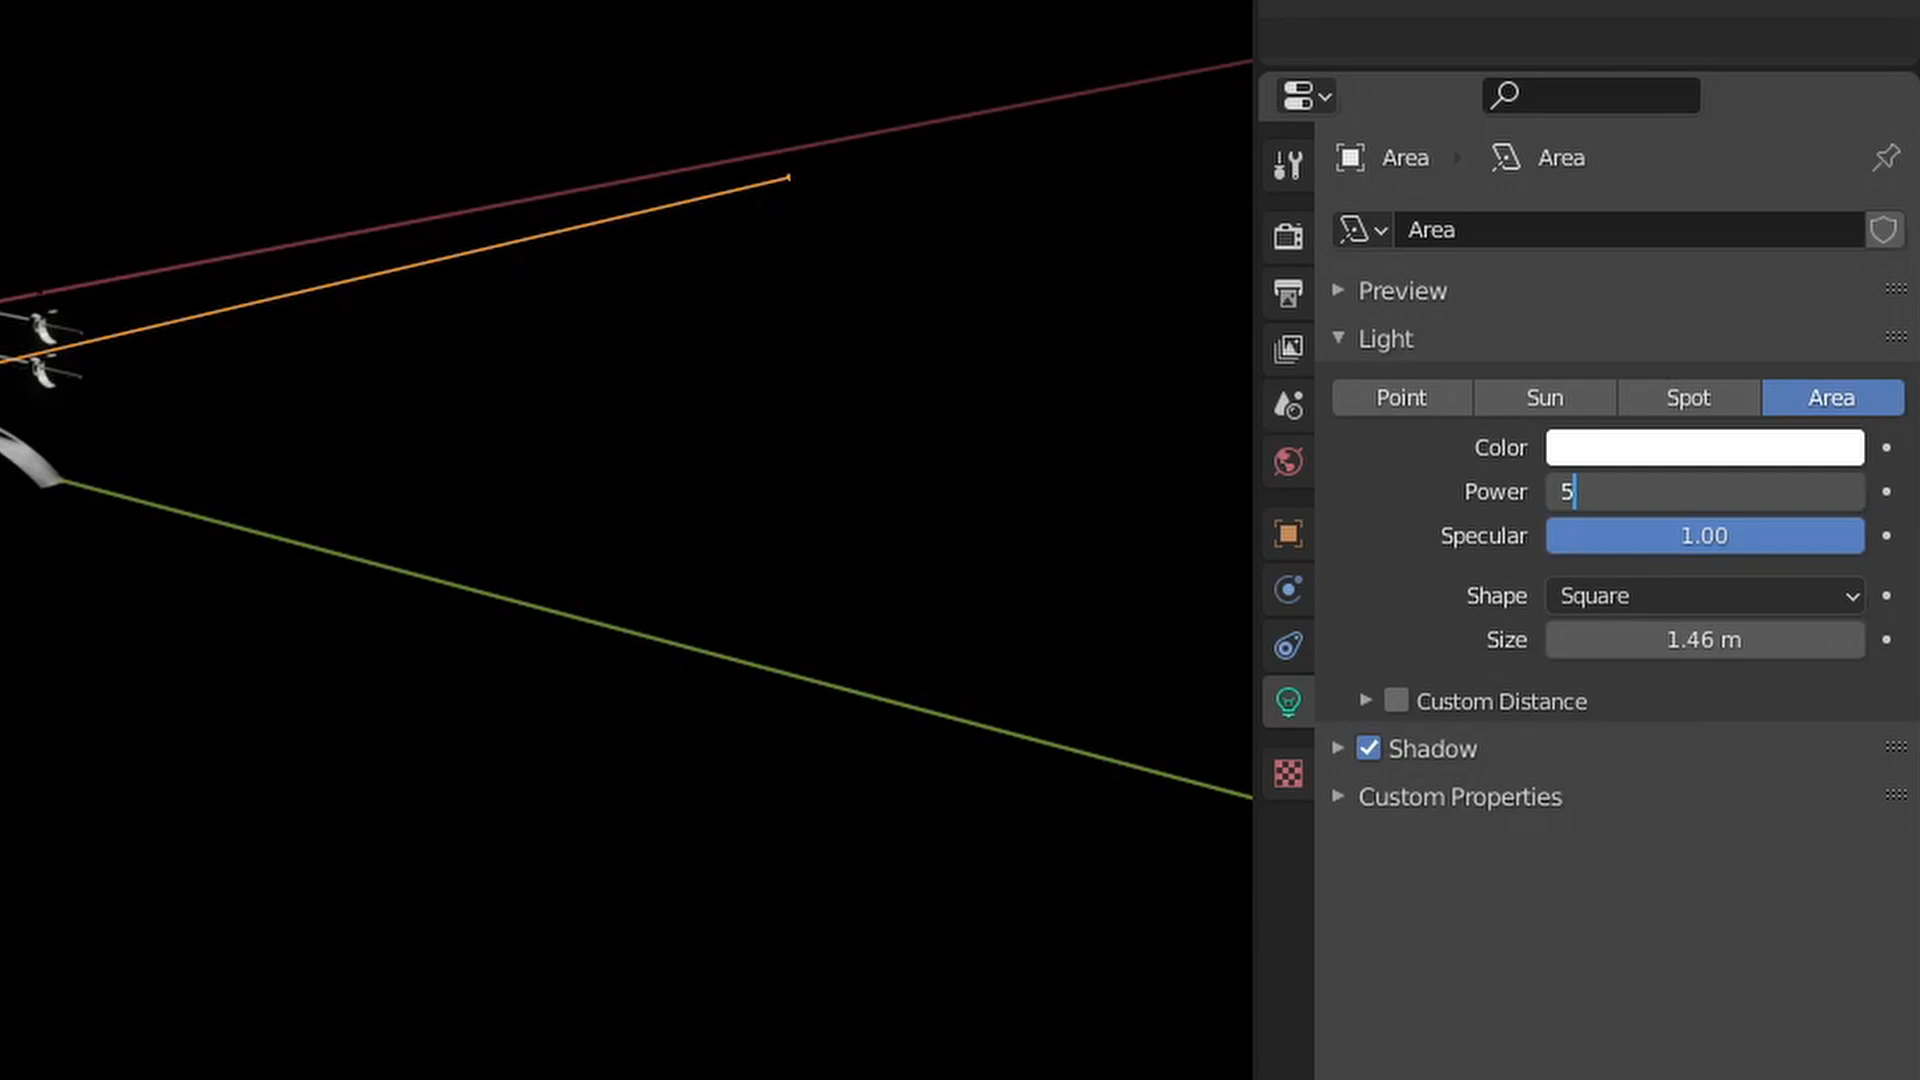 Area Area
Area
Preview
Light
Point Sun Spot Area
Color
Power 5
Specular 1.00
Shape Square
Size 1.46 m
Custom Distance
Shadow
Custom Properties